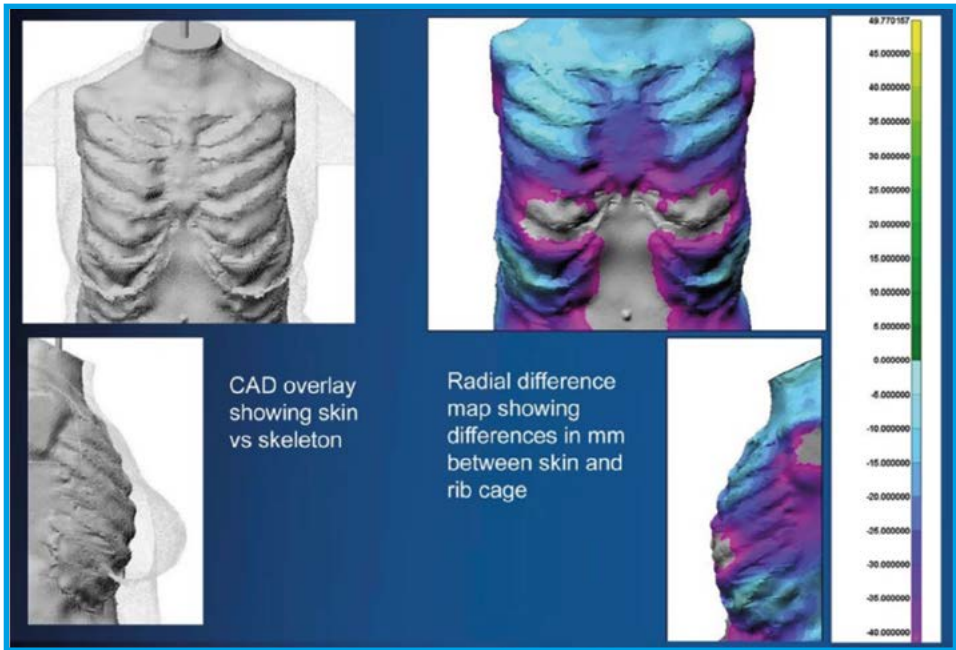 CAD overlay
showing skin
vs skeleton
Radial difference
map showing
differences in mm
between skin and
rib cage
49.770157
45.000000
40.000000
35.000000
30.000000
25.000000
20.000000
15.000000
10.000000
5.000000
0.000000
-5.000000
-10.000000
-15.000000
-20.000000
-25.000000
-30.000000
-35.000000
-40.000000